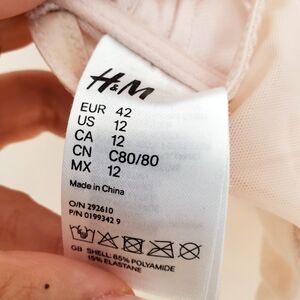 H&M
EUR 42
US 12
CA 12
CN C80/80
MX 12
Made in China
O/N 292610
P/N 0199342 9
GB SHELL: 85% POLYAMIDE
15% ELASTANE